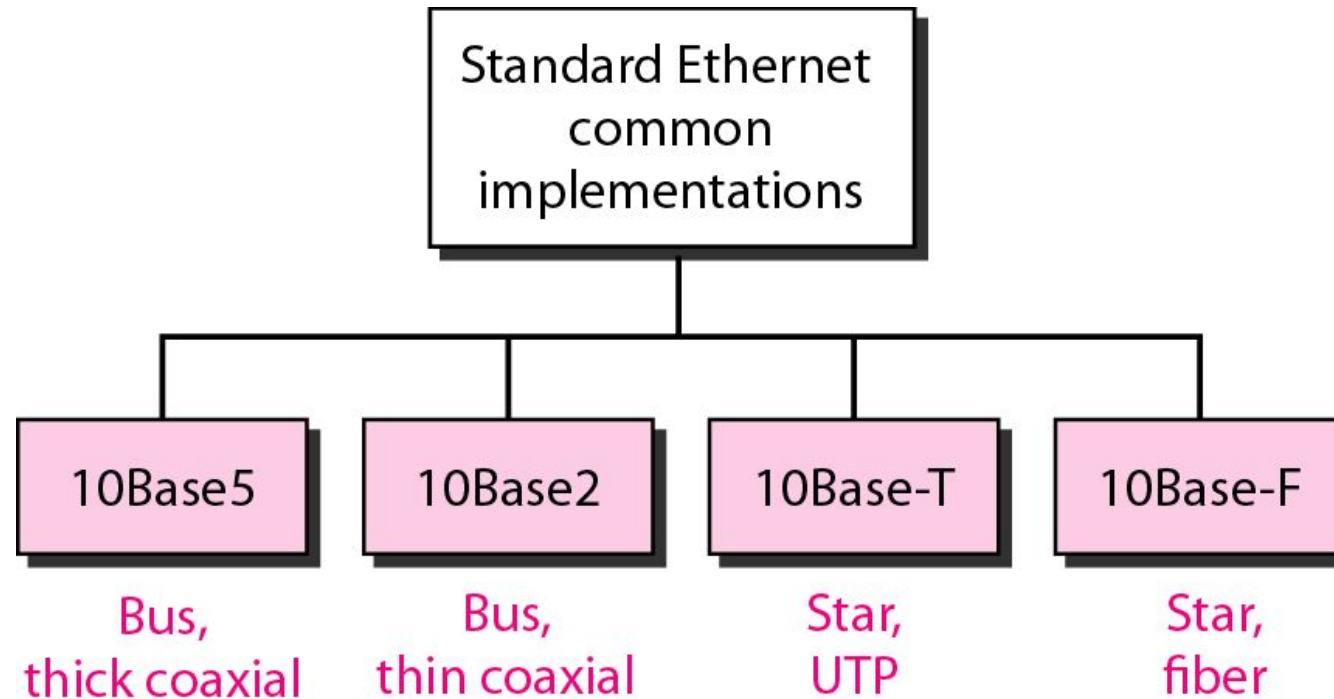 Standard Ethernet
common
implementations
10Base5
10Base2
10Base-T
10Base-F
Bus,
thick coaxial
Bus,
thin coaxial
Star,
UTP
Star,
fiber